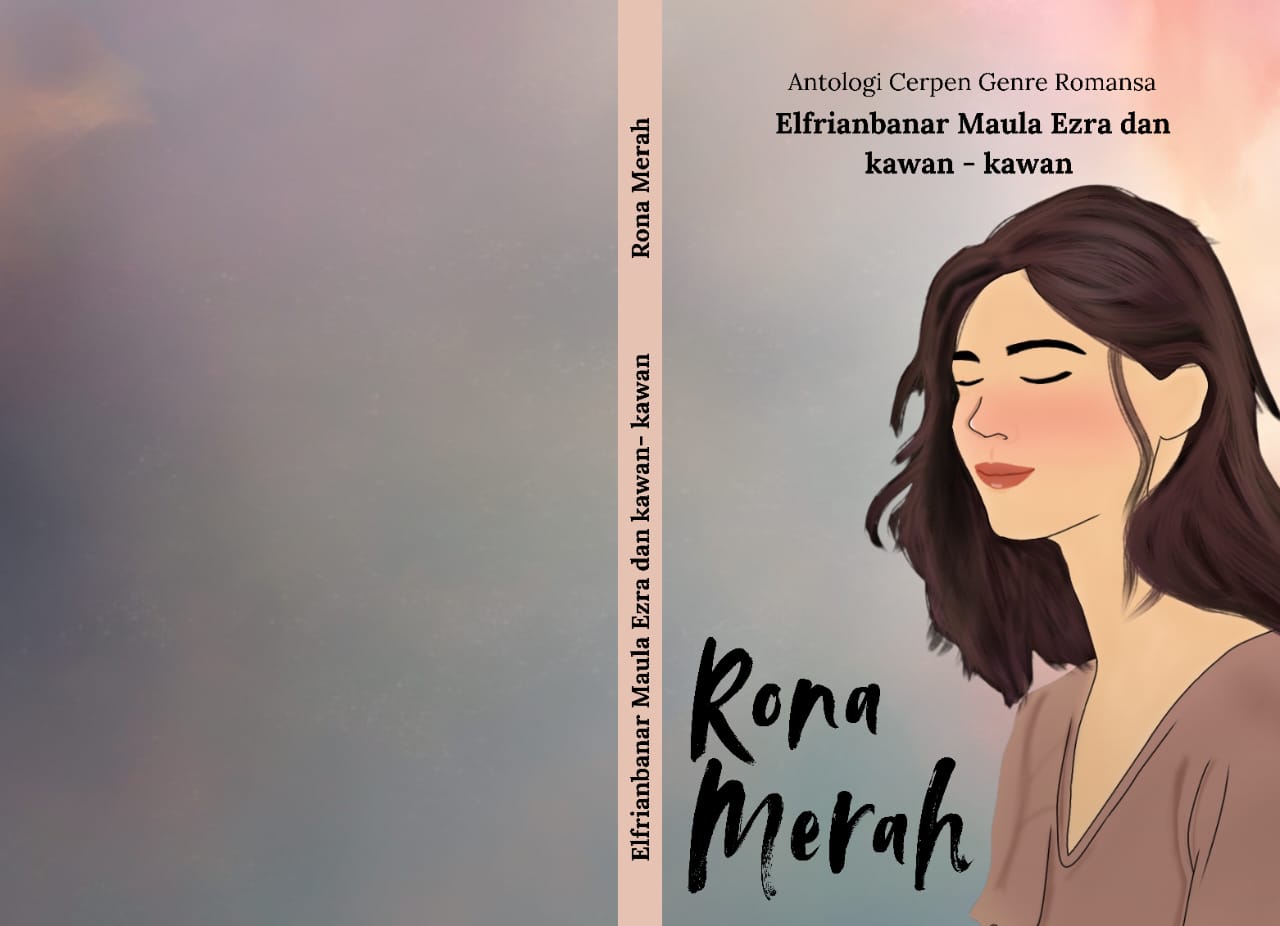 Antologi Cerpen Genre Romansa
Elfrianbanar Maula Ezra dan
kawan - kawan
Rona
Merah
Elfrianbanar Maula Ezra dan kawan- kawan Rona Merah